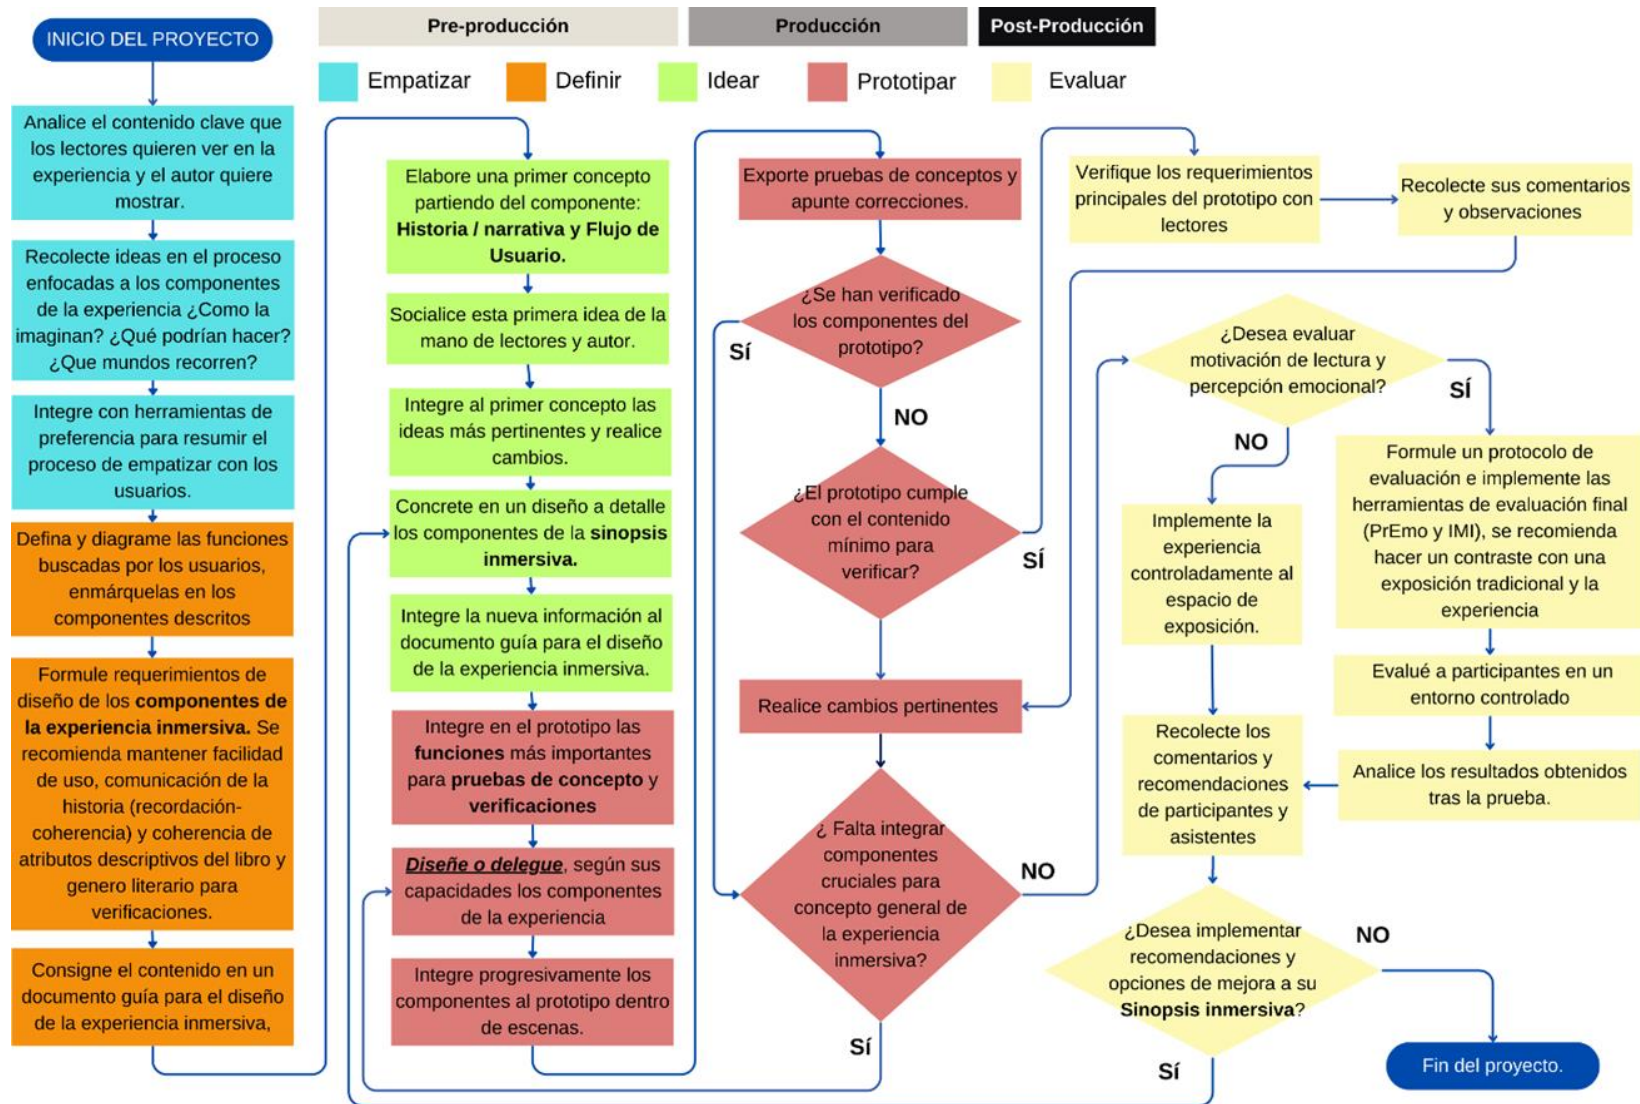 INICIO DEL PROYECTO
Pre-producción
Producción
Post-Producción
Empatizar
Definir
Idear
Prototipar
Evaluar
Analice el contenido clave que
los lectores quieren ver en la
experiencia y el autor quiere
mostrar.
Recolecte ideas en el proceso
enfocadas a los componentes
de la experiencia ¿Como la
imaginan? ¿Qué podrían hacer?
¿Que mundos recorren?
Integre con herramientas de
preferencia para resumir el
proceso de empatizar con los
usuarios.
Defina y diagrame las funciones
buscadas por los usuarios,
enmárquelas en los
componentes descritos
Formule requerimientos de
diseño de los componentes de
la experiencia inmersiva. Se
recomienda mantener facilidad
de uso, comunicación de la
historia (recordación-
coherencia) y coherencia de
atributos descriptivos del libro y
genero literario para
verificaciones.
Consigne el contenido en un
documento guía para el diseño
de la experiencia inmersiva,
Elabore una primer concepto
partiendo del componente:
Historia / narrativa y Flujo de
Usuario.
Socialice esta primera idea de la
mano de lectores y autor.
Integre al primer concepto las
ideas más pertinentes y realice
cambios.
Concrete en un diseño a detalle
los componentes de la sinopsis
inmersiva.
Integre la nueva información al
documento guía para el diseño
de la experiencia inmersiva.
Integre en el prototipo las
funciones más importantes
para pruebas de concepto y
verificaciones
Diseñe o delegue, según sus
capacidades los componentes
de la experiencia
Integre progresivamente los
componentes al prototipo dentro
de escenas.
Exporte pruebas de conceptos y
apunte correcciones.
¿Se han verificado
los componentes del
prototipo?
Sí
NO
¿El prototipo cumple
con el contenido
mínimo para
verificar?
SÍ
Realice cambios pertinentes
¿ Falta integrar
componentes
cruciales para
concepto general de
la experiencia
inmersiva?
NO
Sí
Verifique los requerimientos
principales del prototipo con
lectores
Recolecte sus comentarios
y observaciones
¿Desea evaluar
motivación de lectura y
percepción emocional?
SÍ
NO
Implemente la
experiencia
controladamente al
espacio de
exposición.
Formule un protocolo de
evaluación e implemente las
herramientas de evaluación final
(PrEmo y IMI), se recomienda
hacer un contraste con una
exposición tradicional y la
experiencia
Evalué a participantes en un
entorno controlado
Analice los resultados obtenidos
tras la prueba.
Recolecte los
comentarios y
recomendaciones
de participantes y
asistentes
¿Desea implementar
recomendaciones y
opciones de mejora a su
Sinopsis inmersiva?
NO
Sí
Fin del proyecto.